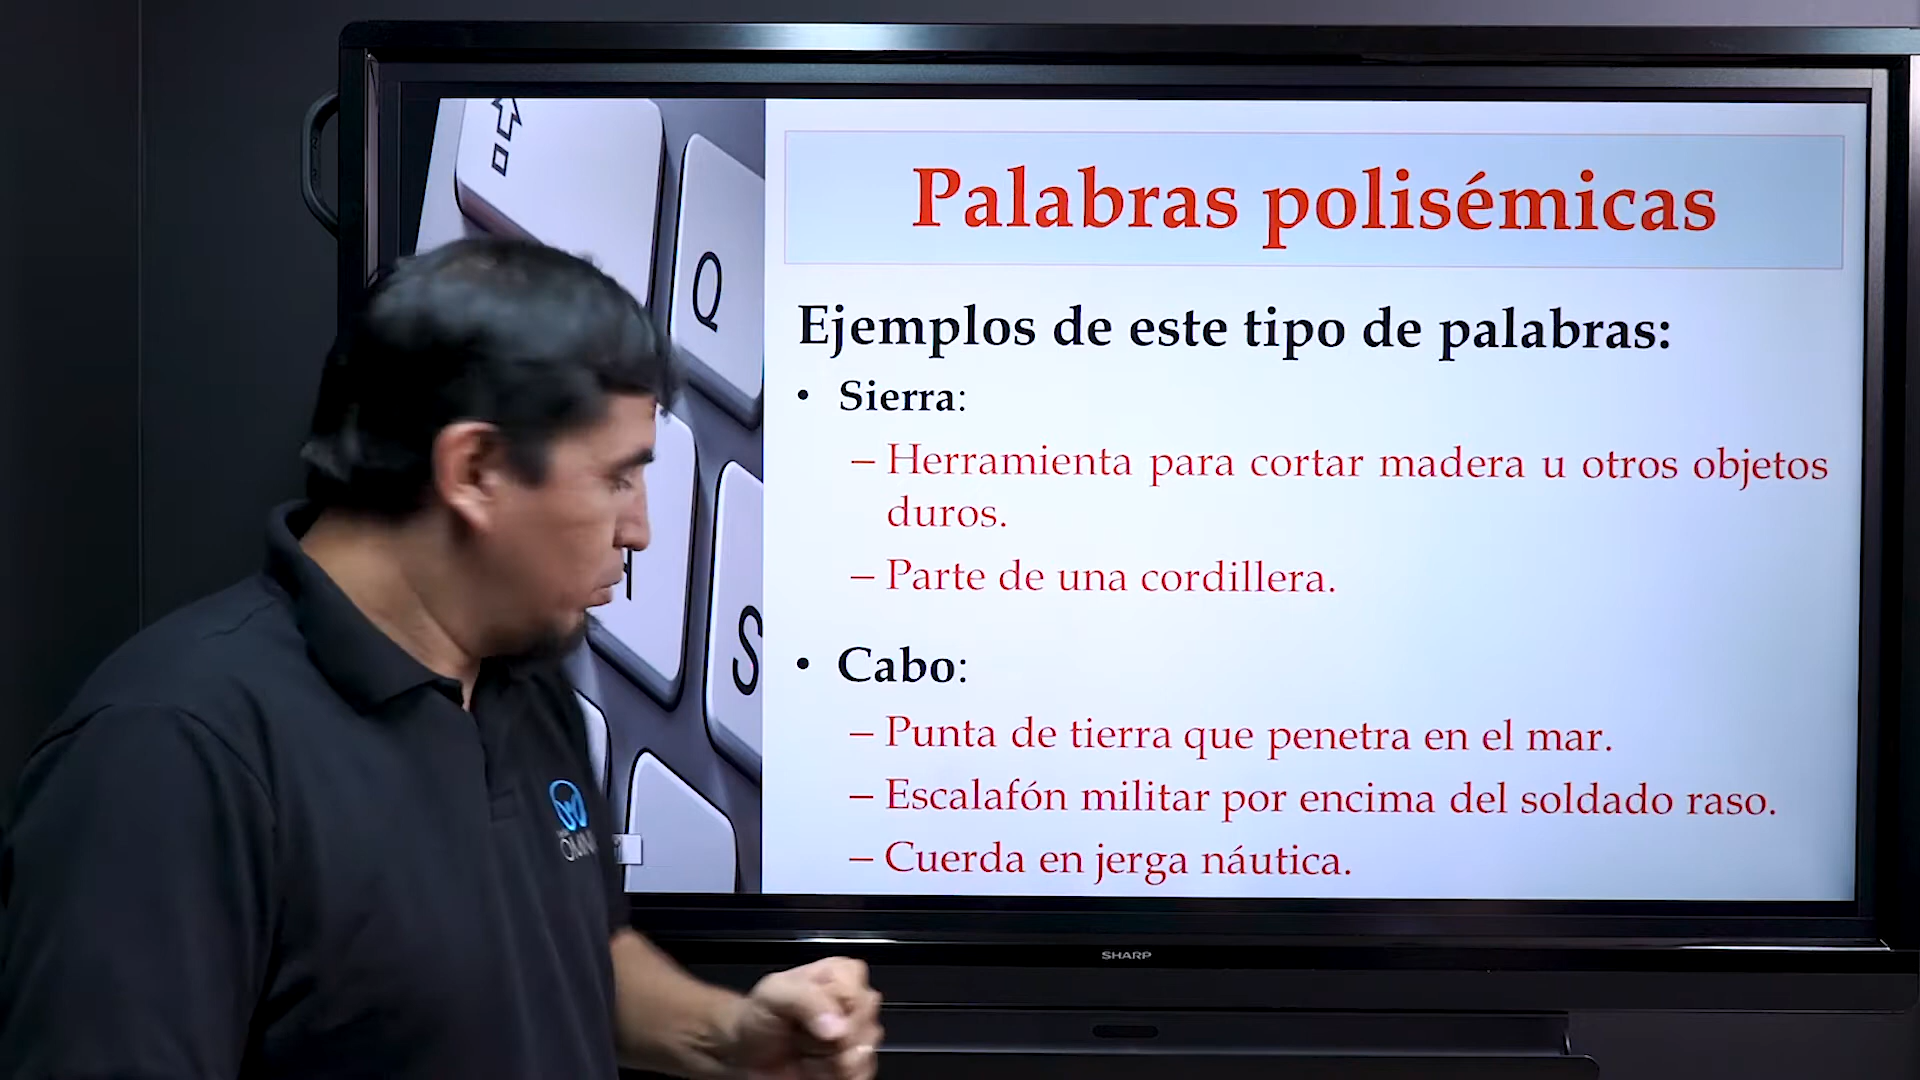 Palabras polisémicas
Ejemplos de este tipo de palabras:
• Sierra:
– Herramienta para cortar madera u otros objetos
duros.
– Parte de una cordillera.
• Cabo:
– Punta de tierra que penetra en el mar.
– Escalafón militar por encima del soldado raso.
– Cuerda en jerga náutica.
Q
S
SHARP